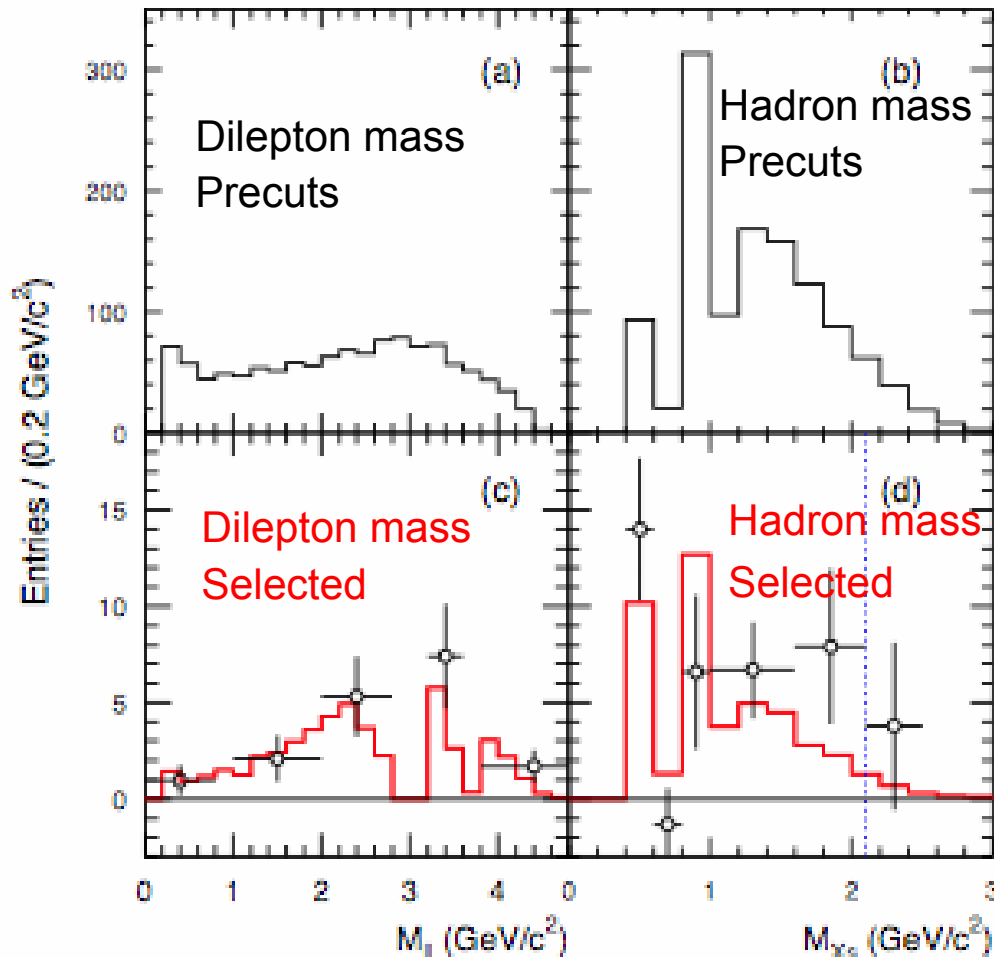 (a)
(b)
Dilepton mass
Precuts
Hadron mass
Precuts
300
200
100
0
Entries / (0.2 GeV/c²)
(c)
(d)
Dilepton mass
Selected
Hadron mass
Selected
15
10
5
0
0 1 2 3 4 0 1 2 3
M_ll (GeV/c²)
M_Xs (GeV/c²)